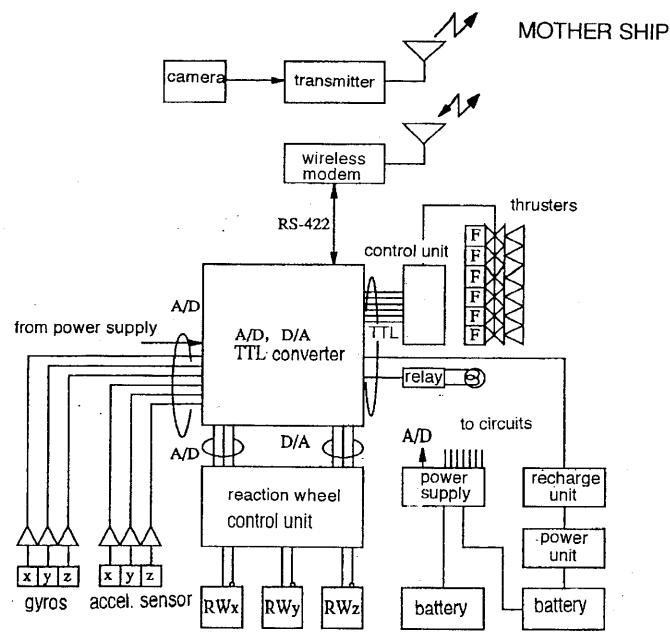 MOTHER SHIP
camera
transmitter
wireless
modem
RS-422
thrusters
control unit
F
F
F
F
F
F
A/D
from power supply
A/D, D/A
TTL converter
TTL
relay
A/D
D/A
to circuits
A/D
reaction wheel
control unit
power
supply
recharge
unit
power
unit
x y z
x y z
gyros
accel. sensor
RWx
RWy
RWz
battery
battery